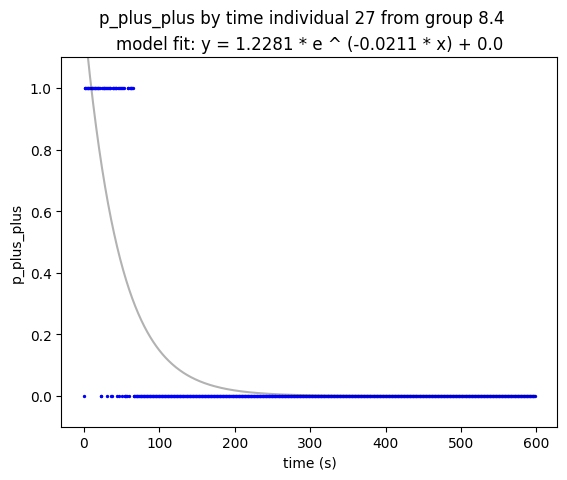 p_plus_plus by time individual 27 from group 8.4
model fit: y = 1.2281 * e ^ (-0.0211 * x) + 0.0
1.0
0.8
0.6
0.4
0.2
0.0
p_plus_plus
0 100 200 300 400 500 600
time (s)